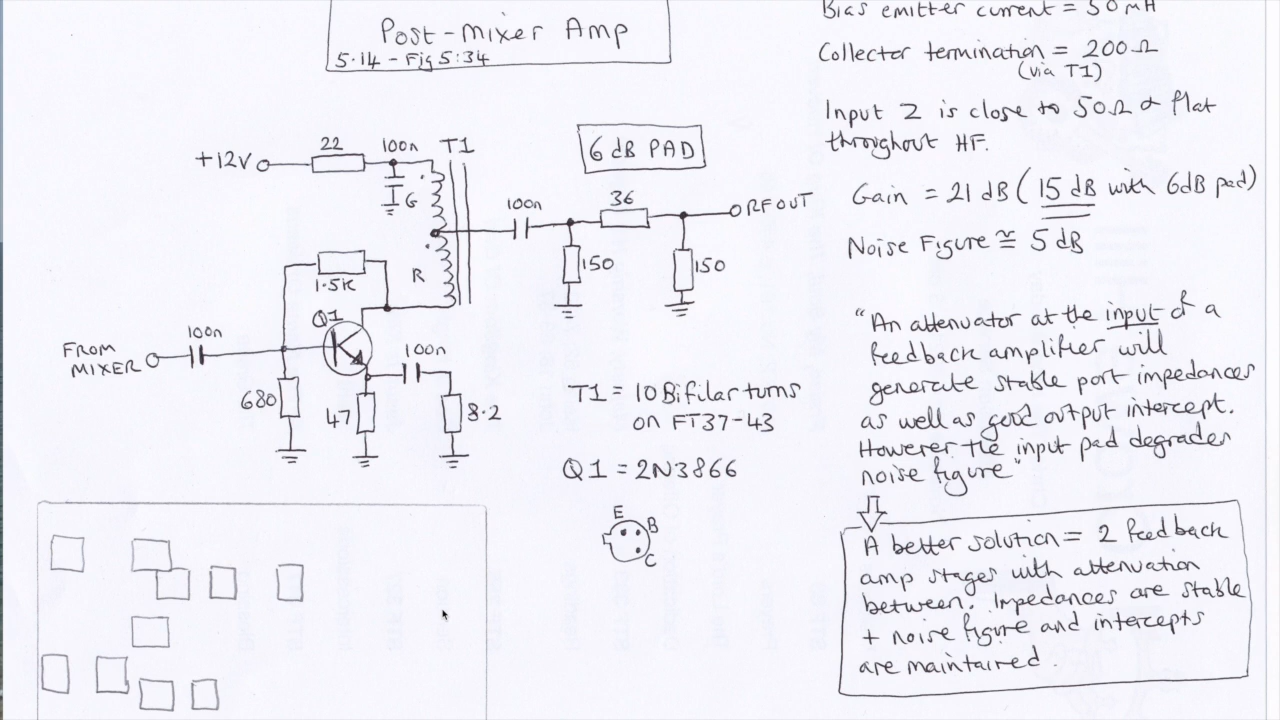 Post-Mixer Amp
5.14 - Fig 5:34
Bias emitter current = 50mA
Collector termination = 200Ω
(via T1)
Input Z is close to 50Ω & flat
throughout HF.
Gain = 21 dB (15 dB with 6dB pad)
Noise Figure ≅ 5 dB
"An attenuator at the input of a
feedback amplifier will
generate stable port impedances
as well as good output intercept.
However the input pad degrades
noise figure"
A better solution = 2 feedback
amp stages with attenuation
between. Impedances are stable
+ noise figure and intercepts
are maintained.
+12V
22
100n
T1
G
R
6 dB PAD
100n
36
RF OUT
150
150
1.5K
Q1
FROM
MIXER
100n
680
47
100n
8.2
T1 = 10 Bifilar turns
on FT37-43
Q1 = 2N3866
E
B
C